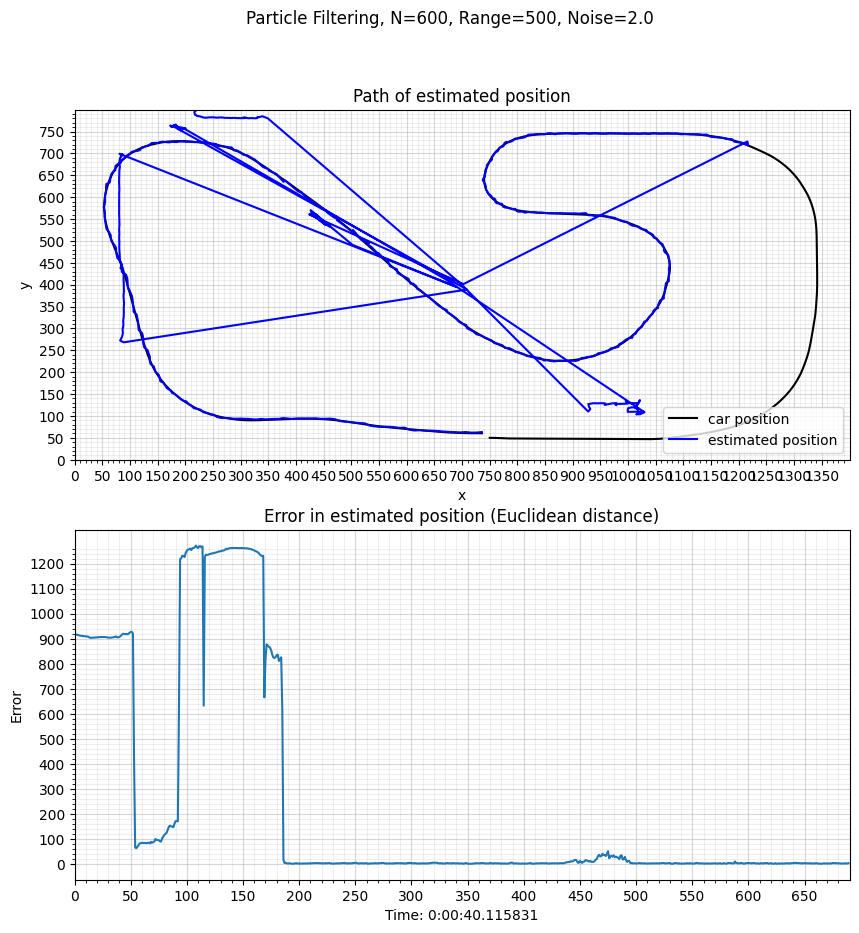 Particle Filtering, N=600, Range=500, Noise=2.0
Path of estimated position
750
700
650
600
550
500
450
400
350
300
250
200
150
100
50
0
y
car position
estimated position
0 50 100 150 200 250 300 350 400 450 500 550 600 650 700 750 800 850 900 950 1000 1050 1100 1150 1200 1250 1300 1350
x
Error in estimated position (Euclidean distance)
1200
1100
1000
900
800
700
600
500
400
300
200
100
0
Error
0 50 100 150 200 250 300 350 400 450 500 550 600 650
Time: 0:00:40.115831